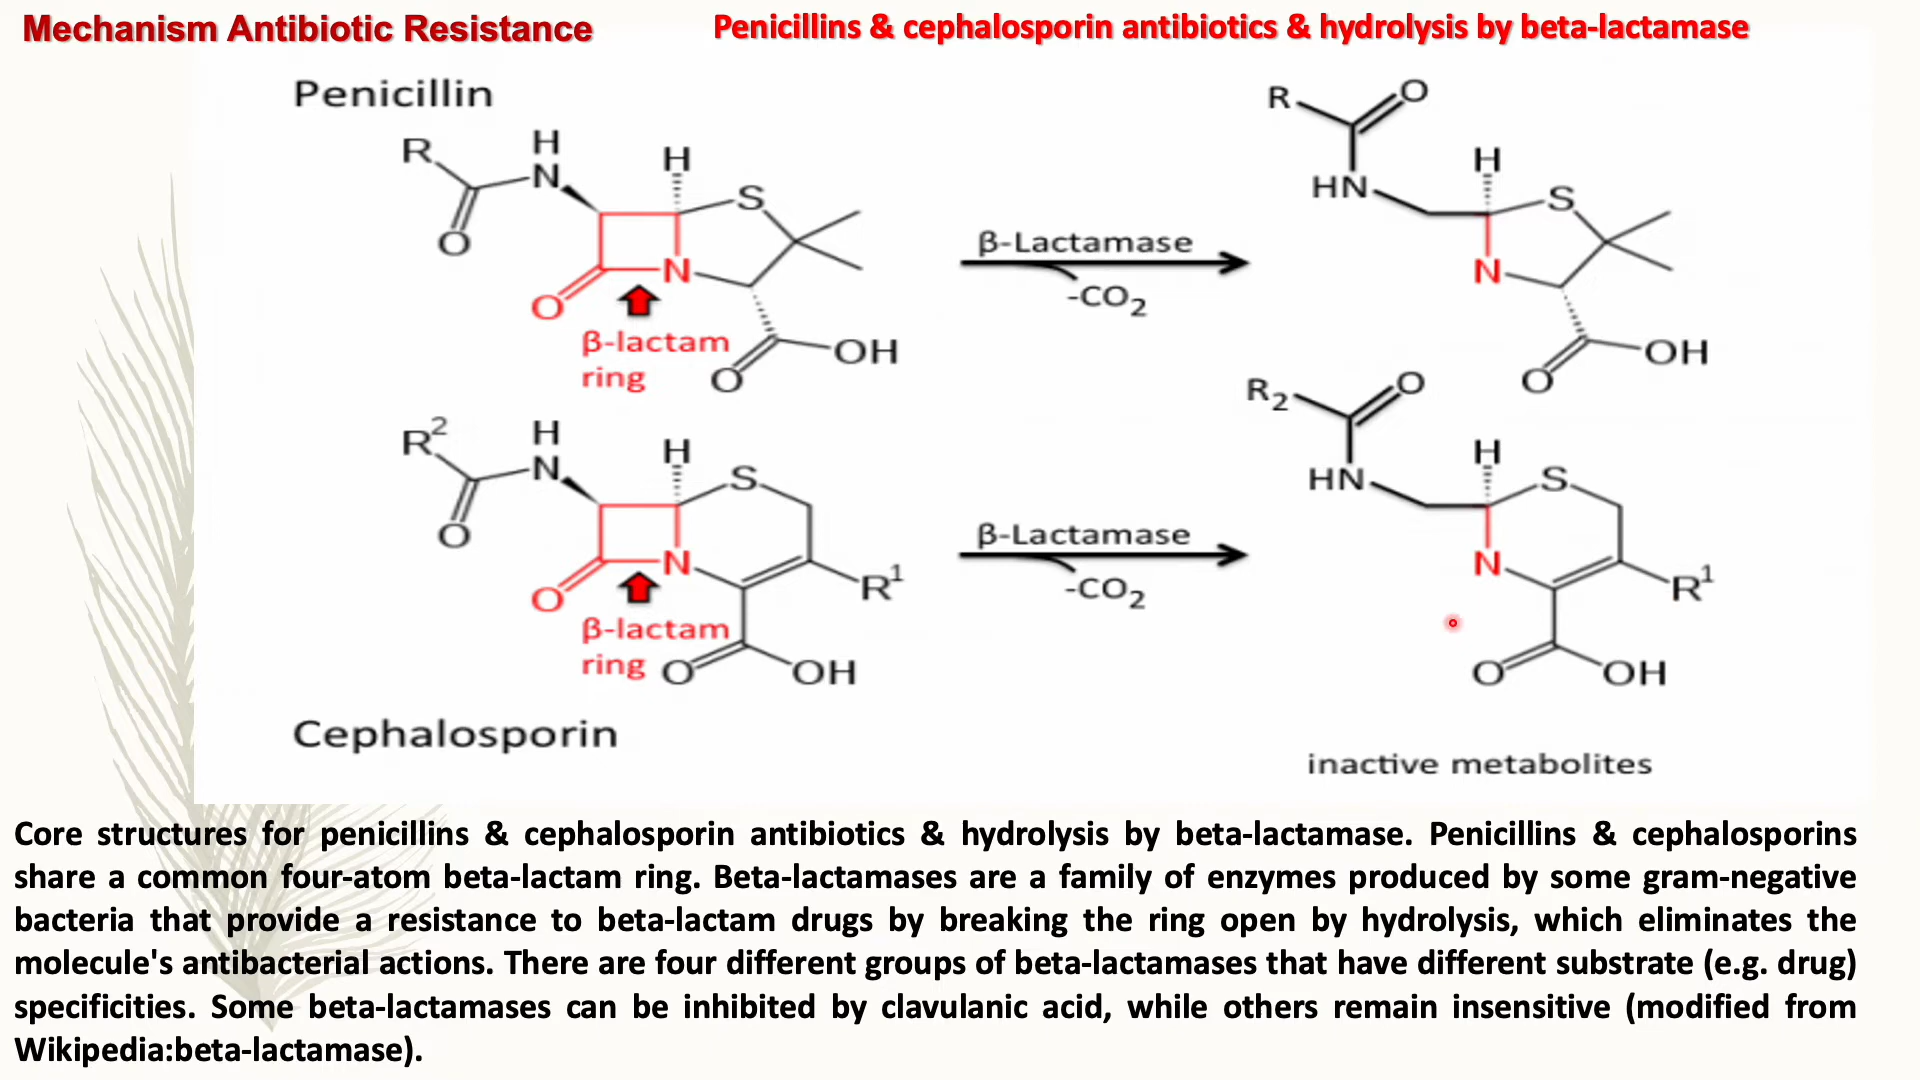 Mechanism Antibiotic Resistance
Penicillins & cephalosporin antibiotics & hydrolysis by beta-lactamase
Penicillin
R
H
N
O
H
S
N
O
β-lactam
ring
O
OH
β-Lactamase
-CO2
R
O
HN
H
S
N
O
OH
R2
H
N
O
H
S
N
O
R1
β-lactam
ring
O
OH
β-Lactamase
-CO2
R2
O
HN
H
S
N
R1
O
OH
Cephalosporin
inactive metabolites
Core structures for penicillins & cephalosporin antibiotics & hydrolysis by beta-lactamase. Penicillins & cephalosporins
share a common four-atom beta-lactam ring. Beta-lactamases are a family of enzymes produced by some gram-negative
bacteria that provide a resistance to beta-lactam drugs by breaking the ring open by hydrolysis, which eliminates the
molecule's antibacterial actions. There are four different groups of beta-lactamases that have different substrate (e.g. drug)
specificities. Some beta-lactamases can be inhibited by clavulanic acid, while others remain insensitive (modified from
Wikipedia:beta-lactamase).